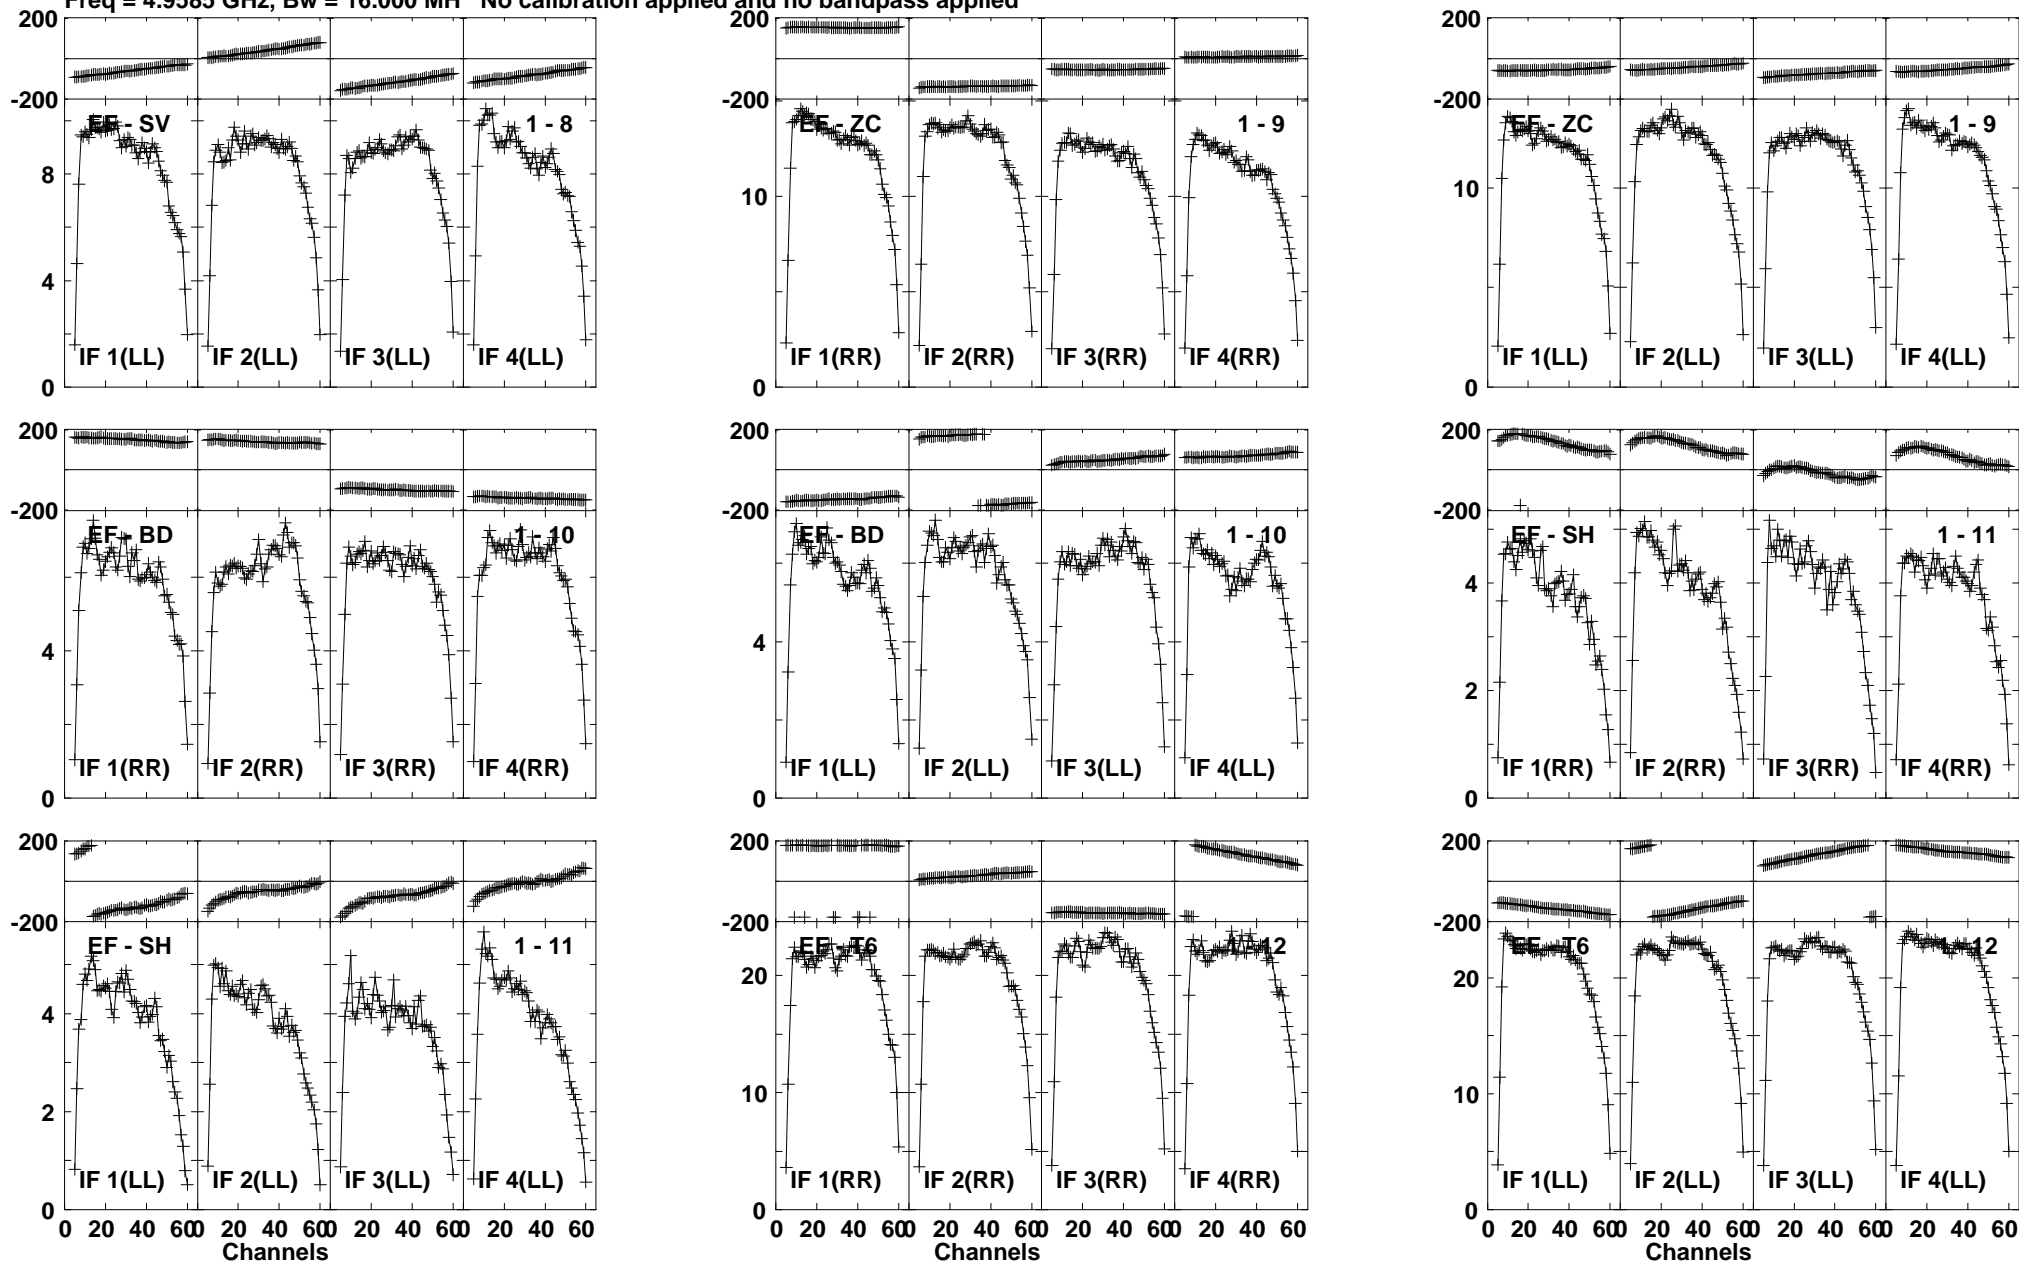 Freq = 4.9585 GHz, Bw = 16.000 MH No calibration applied and no bandpass applied
200 200 200
-200 -200 -200
EF - SV 1 - 8 EF - ZC 1 - 9 EF - ZC 1 - 9
8 10 10
4
IF 1(LL) IF 2(LL) IF 3(LL) IF 4(LL) IF 1(RR) IF 2(RR) IF 3(RR) IF 4(RR) IF 1(LL) IF 2(LL) IF 3(LL) IF 4(LL)
0 0 0
200 200 200
-200 -200 -200
EF - BD 1 - 10 EF - BD 1 - 10 EF - SH 1 - 11
4 4 4
2
IF 1(RR) IF 2(RR) IF 3(RR) IF 4(RR) IF 1(LL) IF 2(LL) IF 3(LL) IF 4(LL) IF 1(RR) IF 2(RR) IF 3(RR) IF 4(RR)
0 0 0
200 200 200
-200 -200 -200
EF - SH 1 - 11 EF - T6 1 - 12 EF - T6 1 - 12
4 20 20
2 10 10
IF 1(LL) IF 2(LL) IF 3(LL) IF 4(LL) IF 1(RR) IF 2(RR) IF 3(RR) IF 4(RR) IF 1(LL) IF 2(LL) IF 3(LL) IF 4(LL)
0 0 0
0 20 40 60 0 20 40 60 0 20 40 60 0 20 40 60 0 20 40 60 0 20 40 60 0 20 40 60 0 20 40 60 0 20 40 60 0 20 40 60 0 20 40 60 0 20 40 60
Channels Channels Channels